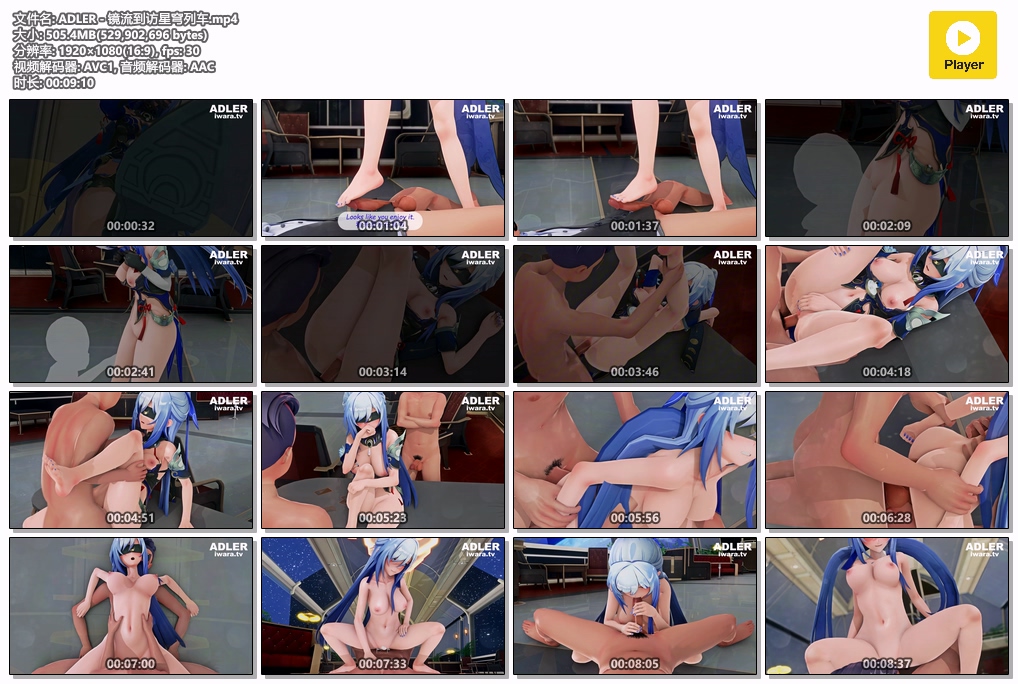 文件名: ADLER - 镜流到访星穹列车.mp4
大小: 505.4MB(529,902,696 bytes)
分辨率: 1920×1080(16:9), fps: 30
视频解码器: AVC1, 音频解码器: AAC
时长: 00:09:10
Player
ADLER
iwara.tv
00:00:32
ADLER
iwara.tv
Looks like you enjoy it.
00:01:04
ADLER
iwara.tv
00:01:37
ADLER
iwara.tv
00:02:09
ADLER
iwara.tv
00:02:41
ADLER
iwara.tv
00:03:14
ADLER
iwara.tv
00:03:46
ADLER
iwara.tv
00:04:18
ADLER
iwara.tv
00:04:51
ADLER
iwara.tv
00:05:23
ADLER
iwara.tv
00:05:56
ADLER
iwara.tv
00:06:28
ADLER
iwara.tv
00:07:00
ADLER
iwara.tv
00:07:33
ADLER
iwara.tv
00:08:05
ADLER
iwara.tv
00:08:37